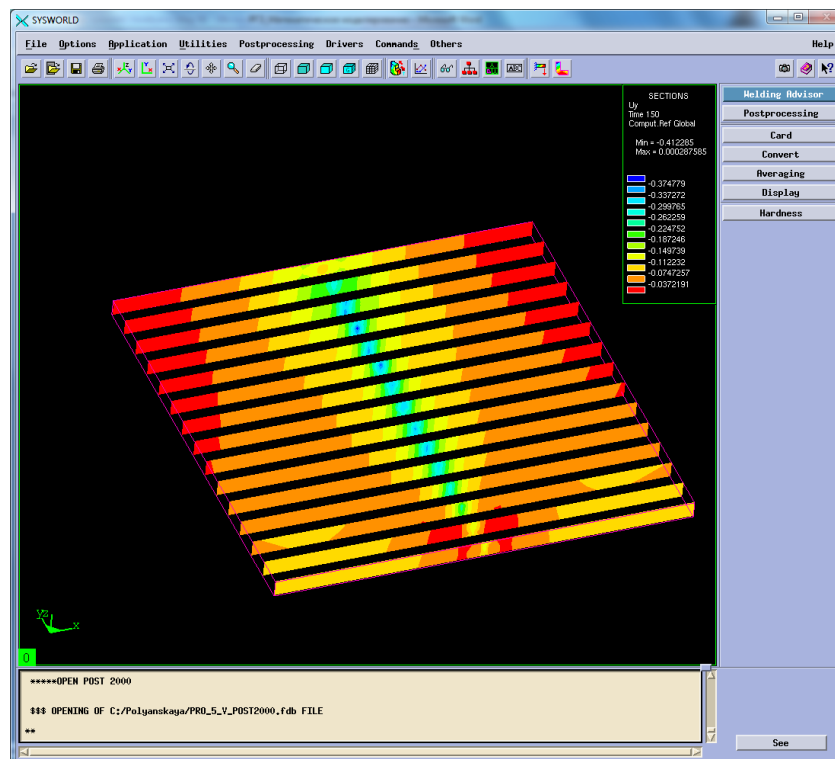 SYSWORLD
File Options Application Utilities Postprocessing Drivers Commands Others Help
ABC
SECTIONS
Uy
Time 150
Comput.Ref Global
Min = -0.412285
Max = 0.000287585
-0.374779
-0.337272
-0.299765
-0.262259
-0.224752
-0.187246
-0.149739
-0.112232
-0.0747257
-0.0372191
Welding Advisor
Postprocessing
Card
Convert
Averaging
Display
Hardness
YZ
X
0
*****OPEN POST 2000
$$$ OPENING OF C:/Polyanskaya/PRO_5_V_POST2000.fdb FILE
**
See